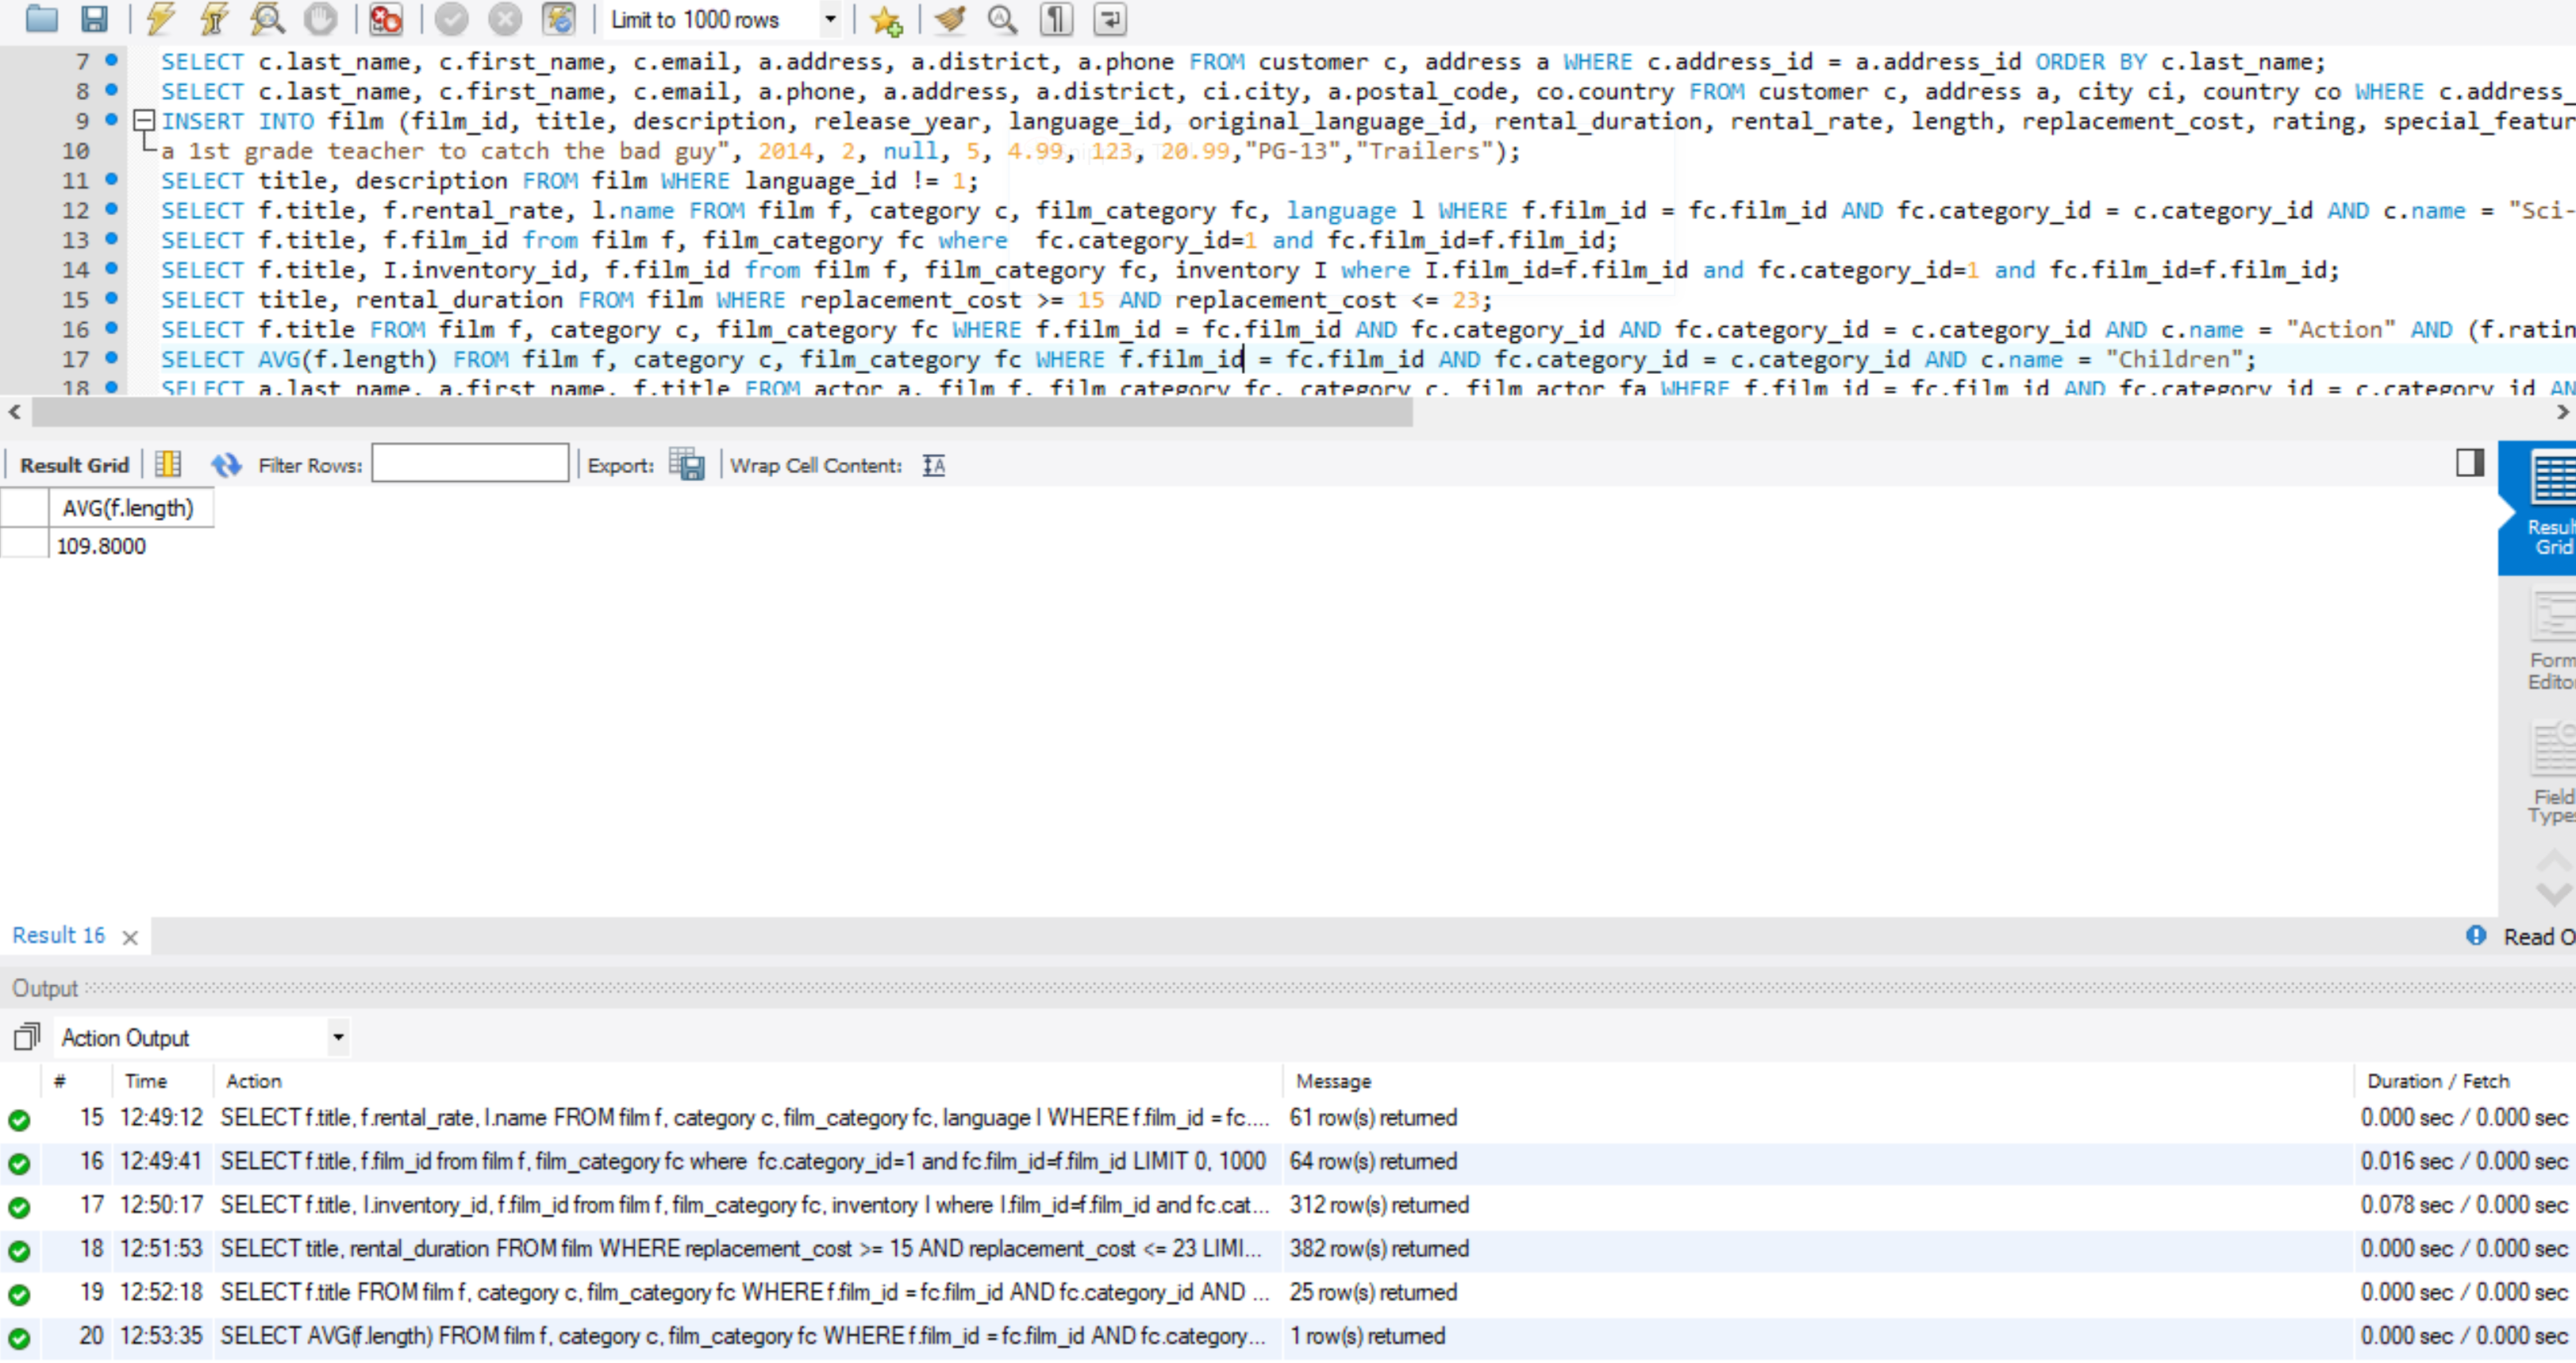 Limit to 1000 rows
7 SELECT c.last_name, c.first_name, c.email, a.address, a.district, a.phone FROM customer c, address a WHERE c.address_id = a.address_id ORDER BY c.last_name;
8 SELECT c.last_name, c.first_name, c.email, a.phone, a.address, a.district, ci.city, a.postal_code, co.country FROM customer c, address a, city ci, country co WHERE c.address_
9 INSERT INTO film (film_id, title, description, release_year, language_id, original_language_id, rental_duration, rental_rate, length, replacement_cost, rating, special_featur
10 a 1st grade teacher to catch the bad guy", 2014, 2, null, 5, 4.99, 123, 20.99,"PG-13","Trailers");
11 SELECT title, description FROM film WHERE language_id != 1;
12 SELECT f.title, f.rental_rate, l.name FROM film f, category c, film_category fc, language l WHERE f.film_id = fc.film_id AND fc.category_id = c.category_id AND c.name = "Sci-
13 SELECT f.title, f.film_id from film f, film_category fc where  fc.category_id=1 and fc.film_id=f.film_id;
14 SELECT f.title, I.inventory_id, f.film_id from film f, film_category fc, inventory I where I.film_id=f.film_id and fc.category_id=1 and fc.film_id=f.film_id;
15 SELECT title, rental_duration FROM film WHERE replacement_cost >= 15 AND replacement_cost <= 23;
16 SELECT f.title FROM film f, category c, film_category fc WHERE f.film_id = fc.film_id AND fc.category_id AND fc.category_id = c.category_id AND c.name = "Action" AND (f.ratin
17 SELECT AVG(f.length) FROM film f, category c, film_category fc WHERE f.film_id = fc.film_id AND fc.category_id = c.category_id AND c.name = "Children";
18 SELECT a.last_name, a.first_name, f.title FROM actor a, film f, film_category fc, category c, film_actor fa WHERE f.film_id = fc.film_id AND fc.category_id = c.category_id AN
Result Grid Filter Rows: Export: Wrap Cell Content:
AVG(f.length)
109.8000
Result
Grid
Form
Edito
Field
Types
Result 16 Read O
Output
Action Output
# Time Action Message Duration / Fetch
15 12:49:12 SELECT f.title, f.rental_rate, l.name FROM film f, category c, film_category fc, language l WHERE f.film_id = fc.... 61 row(s) returned 0.000 sec / 0.000 sec
16 12:49:41 SELECT f.title, f.film_id from film f, film_category fc where  fc.category_id=1 and fc.film_id=f.film_id LIMIT 0, 1000 64 row(s) returned 0.016 sec / 0.000 sec
17 12:50:17 SELECT f.title, I.inventory_id, f.film_id from film f, film_category fc, inventory I where I.film_id=f.film_id and fc.cat... 312 row(s) returned 0.078 sec / 0.000 sec
18 12:51:53 SELECT title, rental_duration FROM film WHERE replacement_cost >= 15 AND replacement_cost <= 23 LIMI... 382 row(s) returned 0.000 sec / 0.000 sec
19 12:52:18 SELECT f.title FROM film f, category c, film_category fc WHERE f.film_id = fc.film_id AND fc.category_id AND ... 25 row(s) returned 0.000 sec / 0.000 sec
20 12:53:35 SELECT AVG(f.length) FROM film f, category c, film_category fc WHERE f.film_id = fc.film_id AND fc.category... 1 row(s) returned 0.000 sec / 0.000 sec